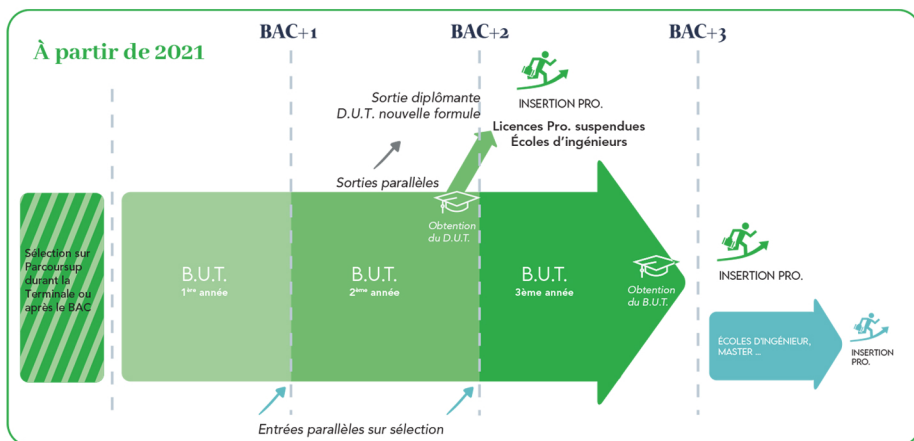 À partir de 2021
BAC+1
BAC+2
BAC+3
Sortie diplômante
D.U.T. nouvelle formule
INSERTION PRO.
Licences Pro. suspendues
Écoles d'ingénieurs
Sorties parallèles
Sélection sur
Parcoursup
durant la
Terminale ou
après le BAC
B.U.T.
1ère année
B.U.T.
2ème année
Obtention
du D.U.T.
B.U.T.
3ème année
Obtention
du B.U.T.
INSERTION PRO.
ÉCOLES D'INGÉNIEUR,
MASTER ...
INSERTION
PRO.
Entrées parallèles sur sélection